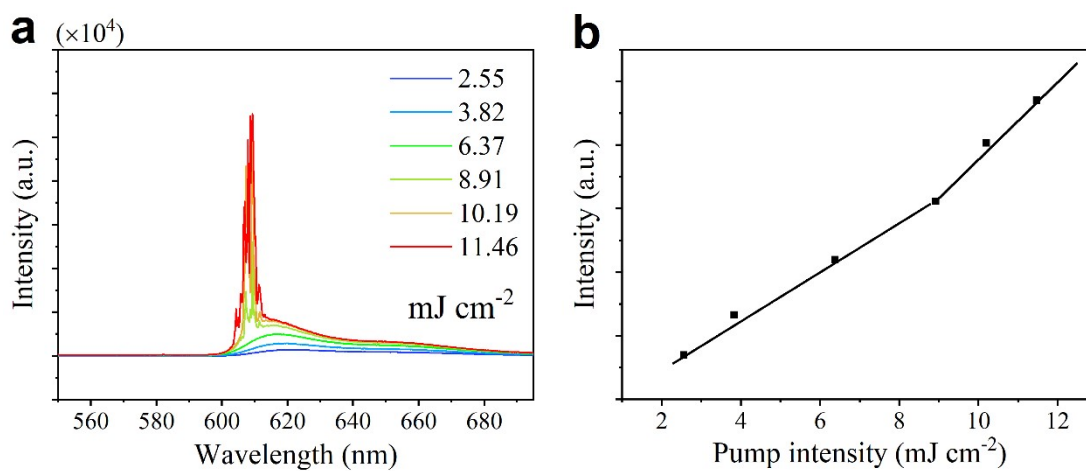 a
(×10⁴)
Intensity (a.u.)
2.55
3.82
6.37
8.91
10.19
11.46
mJ cm⁻²
560 580 600 620 640 660 680
Wavelength (nm)
b
Intensity (a.u.)
2 4 6 8 10 12
Pump intensity (mJ cm⁻²)